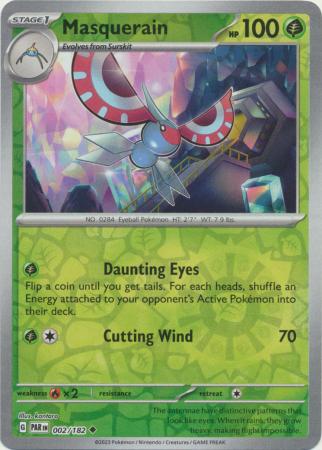 STAGE 1
Masquerain
HP 100
Evolves from Surskit
NO. 0284 Eyeball Pokémon HT: 2'7" WT: 7.9 lbs.
Daunting Eyes
Flip a coin until you get tails. For each heads, shuffle an
Energy attached to your opponent's Active Pokémon into
their deck.
Cutting Wind 70
weakness ×2 resistance retreat
Illus. kantaro
G PAR EN 002/182
The antennae have distinctive patterns that
look like eyes. When it rains, they grow
heavy, making flight impossible.
©2023 Pokémon / Nintendo / Creatures / GAME FREAK